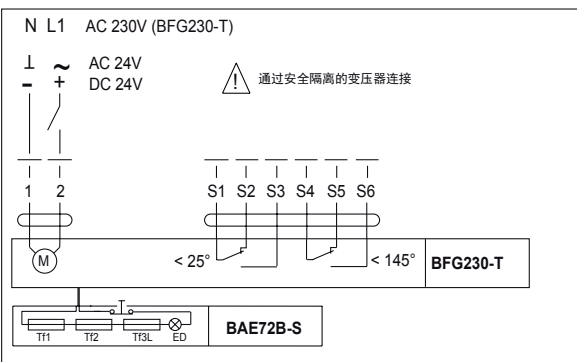 N L1 AC 230V (BFG230-T)
⊥ ~ AC 24V
- + DC 24V
! 通过安全隔离的变压器连接
1 2 S1 S2 S3 S4 S5 S6
M < 25° < 145° BFG230-T
T
Tf1 Tf2 Tf3L ED BAE72B-S